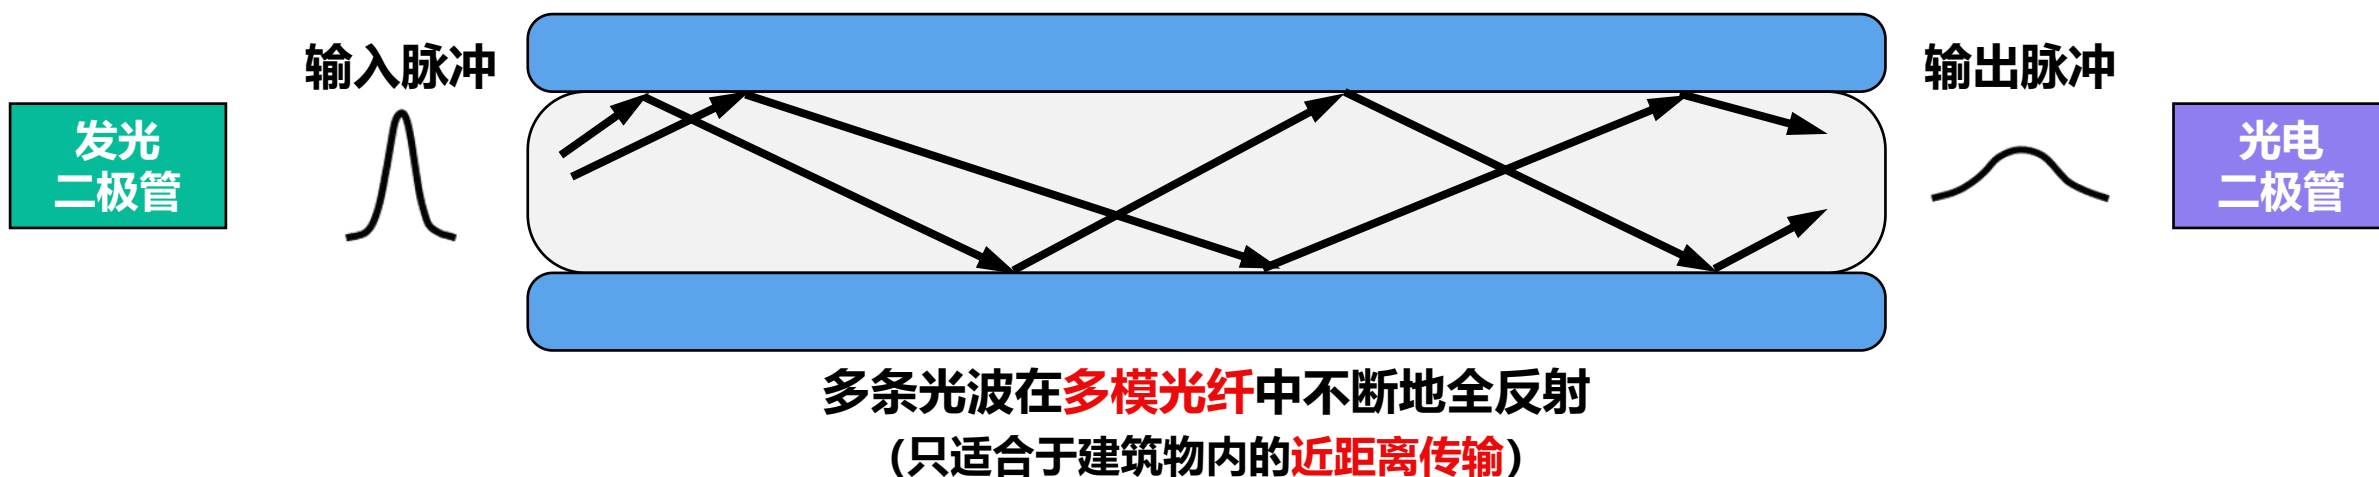 输入脉冲
输出脉冲
发光
二极管
光电
二极管
多条光波在多模光纤中不断地全反射
(只适合于建筑物内的近距离传输)